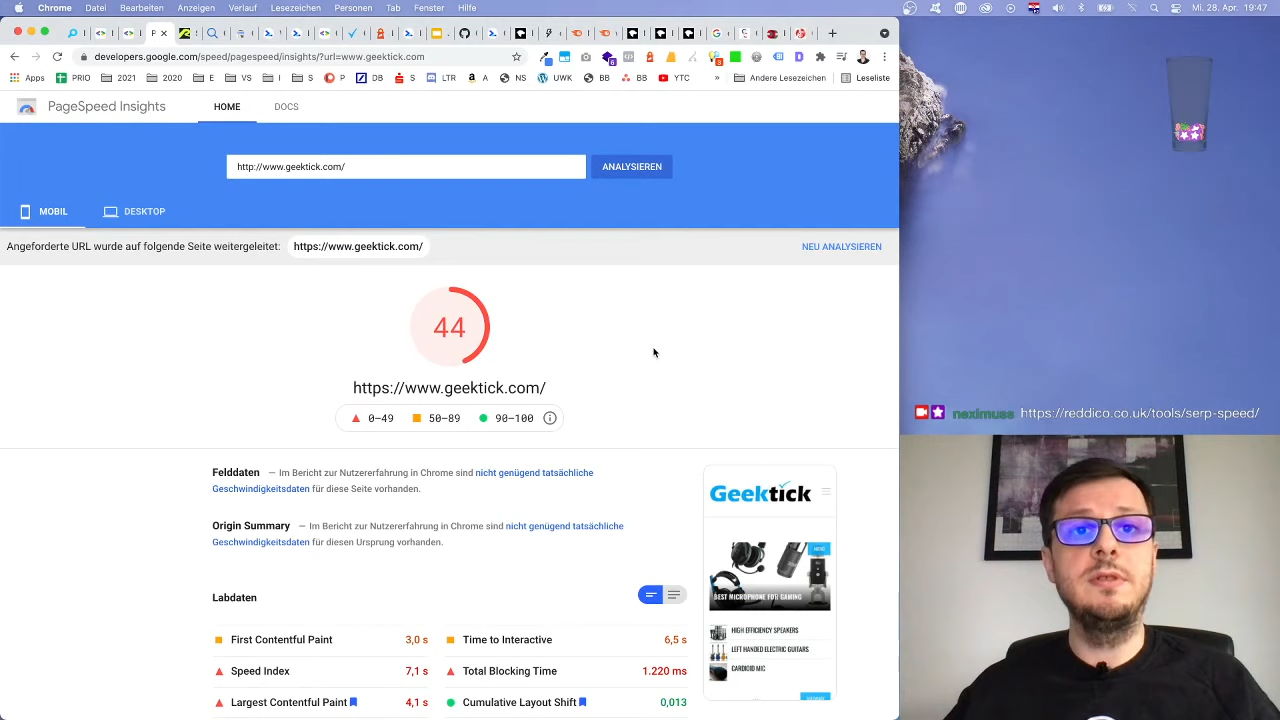 Chrome Ablage Bearbeiten Anzeigen Verlauf Lesezeichen Personen Tab Fenster Hilfe
Mi. 28. Apr. 19:47
developers.google.com/speed/pagespeed/insights/?url=www.geektick.com
Apps PRIO 2021 2020 E VS S P DB S LTR A NS UWK BB BB YTC » Andere Lesezeichen Leseliste
PageSpeed Insights HOME DOCS
http://www.geektick.com/ ANALYSIEREN
MOBIL DESKTOP
Angeforderte URL wurde auf folgende Seite weitergeleitet: https://www.geektick.com/ NEU ANALYSIEREN
44
https://www.geektick.com/
0–49 50–89 90–100
Felddaten — Im Bericht zur Nutzererfahrung in Chrome sind nicht genügend tatsächliche
Geschwindigkeitsdaten für diese Seite vorhanden.
Origin Summary — Im Bericht zur Nutzererfahrung in Chrome sind nicht genügend tatsächliche
Geschwindigkeitsdaten für diesen Ursprung vorhanden.
Labdaten
First Contentful Paint 3,0 s
Time to Interactive 6,5 s
Speed Index 7,1 s
Total Blocking Time 1.220 ms
Largest Contentful Paint 4,1 s
Cumulative Layout Shift 0,013
Geektick
BEST MICROPHONE FOR GAMING
HIGH EFFICIENCY SPEAKERS
LEFT HANDED ELECTRIC GUITARS
CARDIOID MIC
neximuss https://reddico.co.uk/tools/serp-speed/